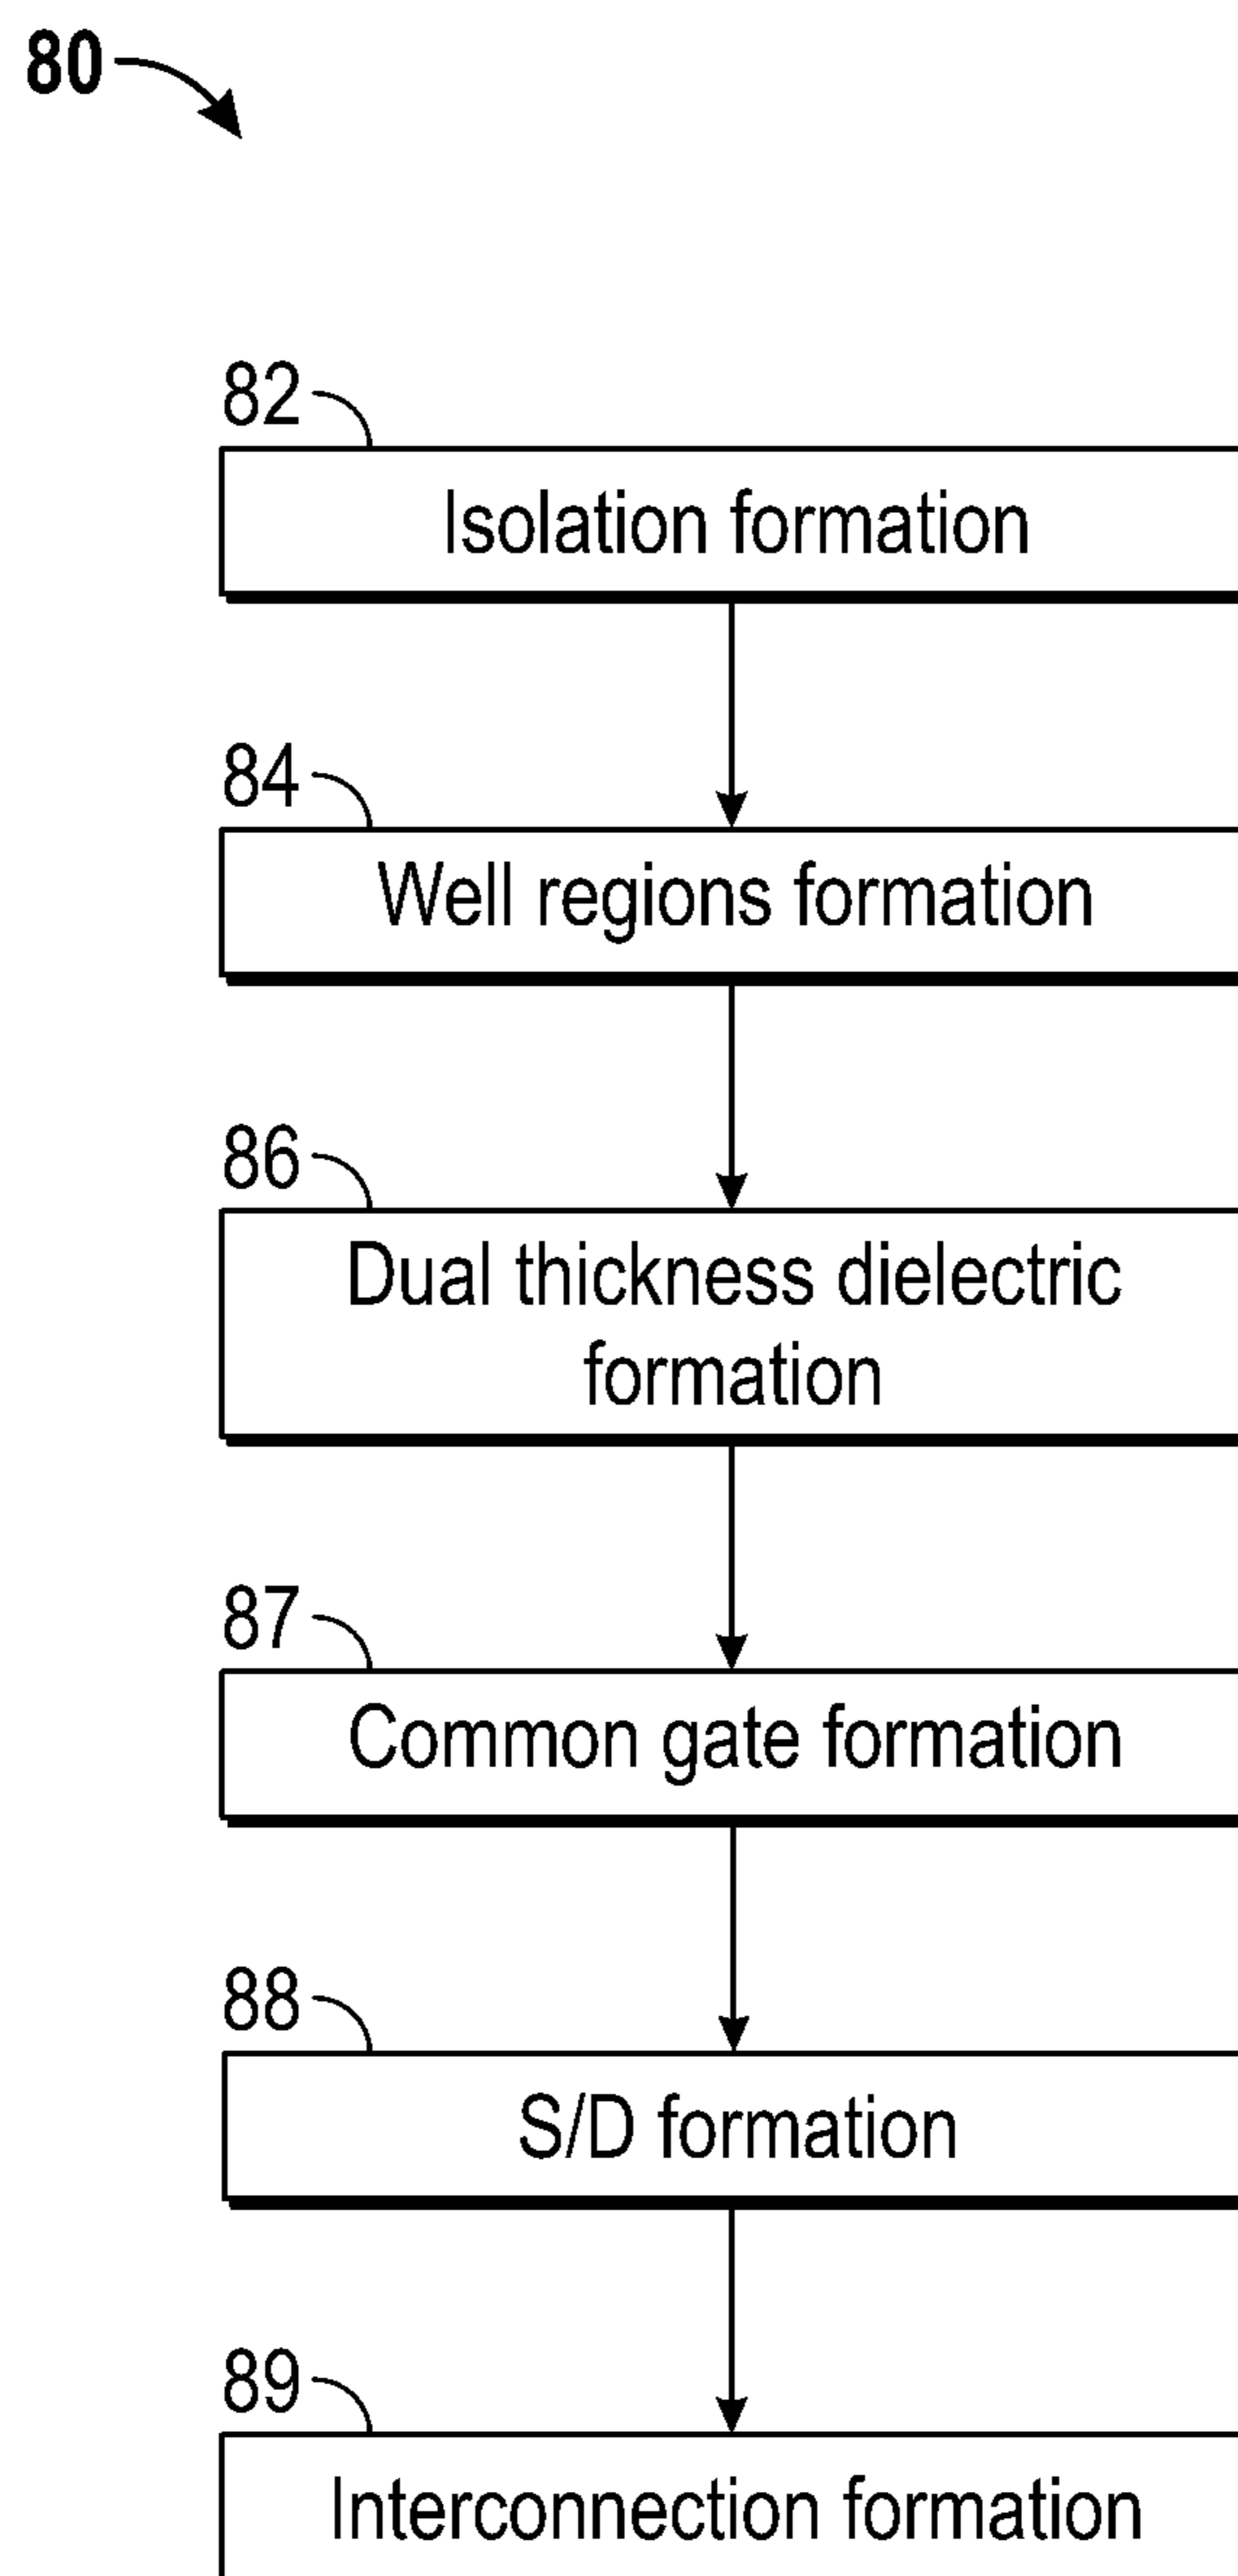 80
82
Isolation formation
84
Well regions formation
86
Dual thickness dielectric
formation
87
Common gate formation
88
S/D formation
89
Interconnection formation